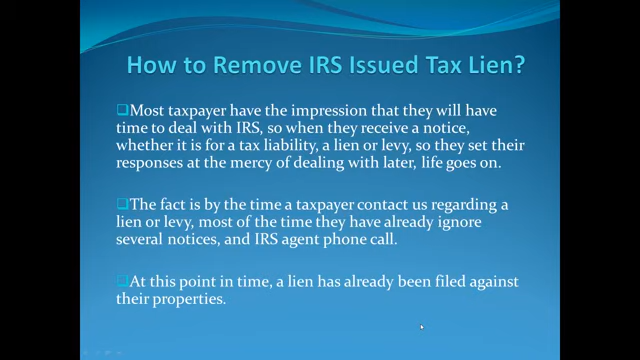 How to Remove IRS Issued Tax Lien?
Most taxpayer have the impression that they will have
time to deal with IRS, so when they receive a notice,
whether it is for a tax liability, a lien or levy, so they set their
responses at the mercy of dealing with later, life goes on.
The fact is by the time a taxpayer contact us regarding a
lien or levy, most of the time they have already ignore
several notices, and IRS agent phone call.
At this point in time, a lien has already been filed against
their properties.